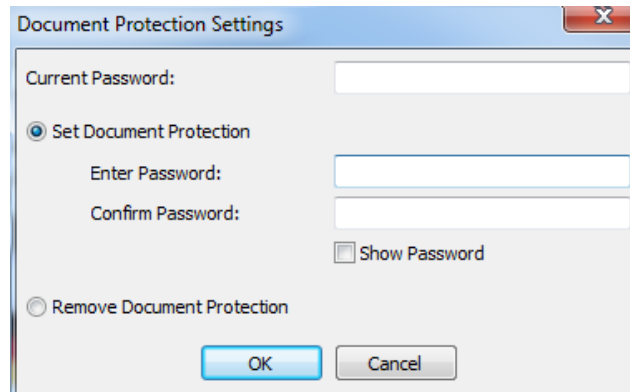 Document Protection Settings
Current Password:
Set Document Protection
Enter Password:
Confirm Password:
Show Password
Remove Document Protection
OK Cancel